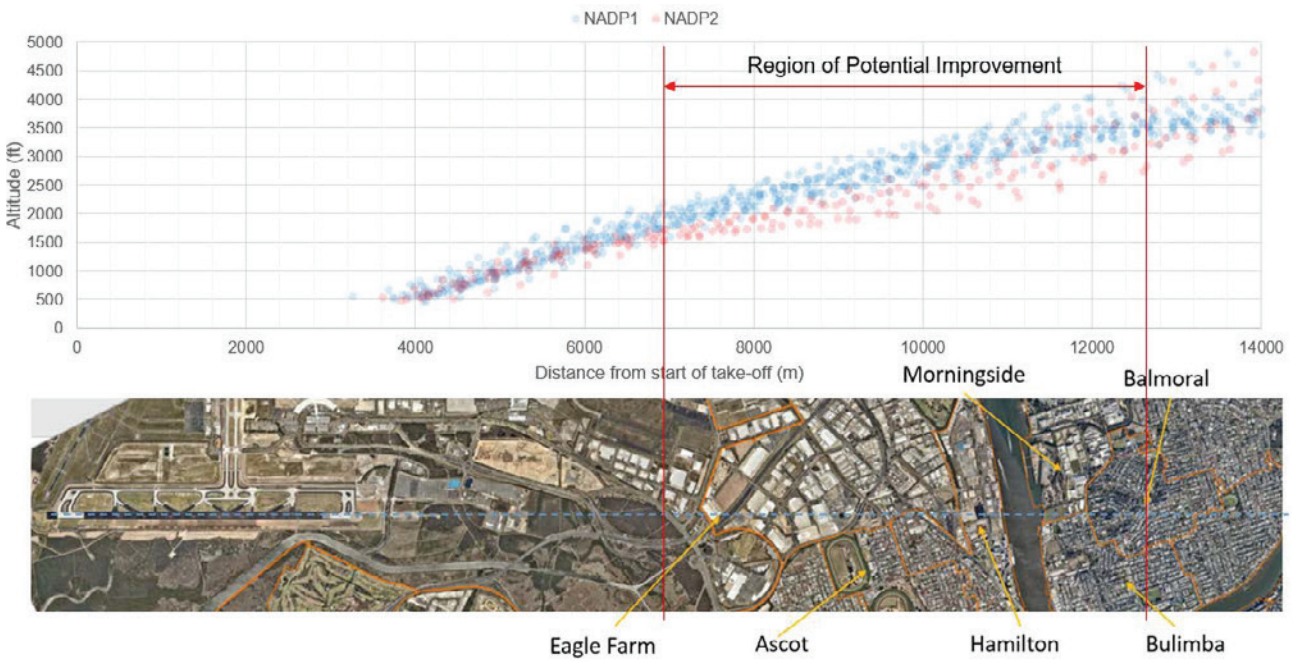 NADP1 NADP2
5000
4500
4000
3500
3000
2500
2000
1500
1000
500
0
Altitude (ft)
Region of Potential Improvement
0 2000 4000 6000 8000 10000 12000 14000
Distance from start of take-off (m)
Morningside
Balmoral
Eagle Farm
Ascot
Hamilton
Bulimba